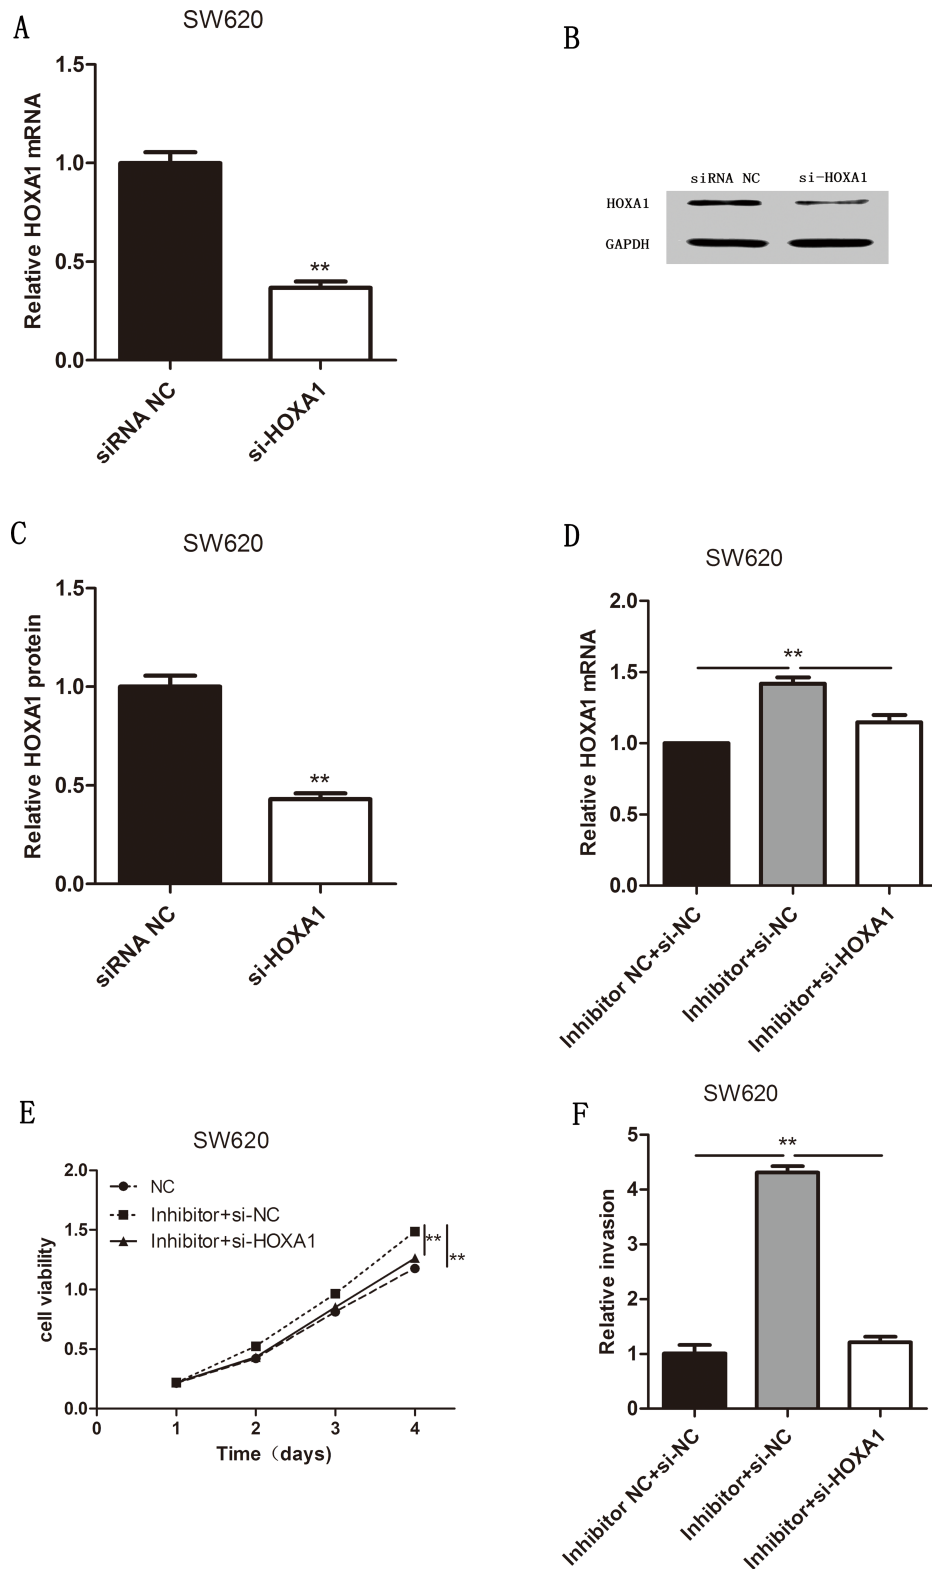 A
SW620
Relative HOXA1 mRNA
1.5
1.0
0.5
0.0
**
siRNA NC
si-HOXA1
B
siRNA NC
si-HOXA1
HOXA1
GAPDH
C
SW620
Relative HOXA1 protein
1.5
1.0
0.5
0.0
**
siRNA NC
si-HOXA1
D
SW620
Relative HOXA1 mRNA
2.0
1.5
1.0
0.5
0.0
**
Inhibitor NC+si-NC
Inhibitor+si-NC
Inhibitor+si-HOXA1
E
SW620
cell viability
2.0
1.5
1.0
0.5
0.0
NC
Inhibitor+si-NC
Inhibitor+si-HOXA1
**
**
0
1
2
3
4
Time（days)
F
SW620
Relative invasion
5
4
3
2
1
0
**
Inhibitor NC+si-NC
Inhibitor+si-NC
Inhibitor+si-HOXA1